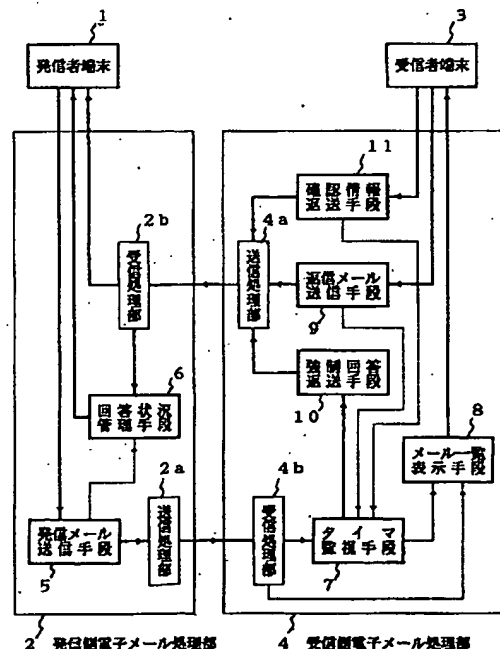 1
発信者端末
3
受信者端末
11
確認情報
返送手段
2b
受信処理部
4a
送信処理部
返信メール
送信手段
9
6
回答状況
管理手段
強制回答
返送手段
10
8
メール一覧
表示手段
2a
送信処理部
4b
受信処理部
発信メール
送信手段
5
タイマ
監視手段
7
2 発信側電子メール処理部
4 受信側電子メール処理部